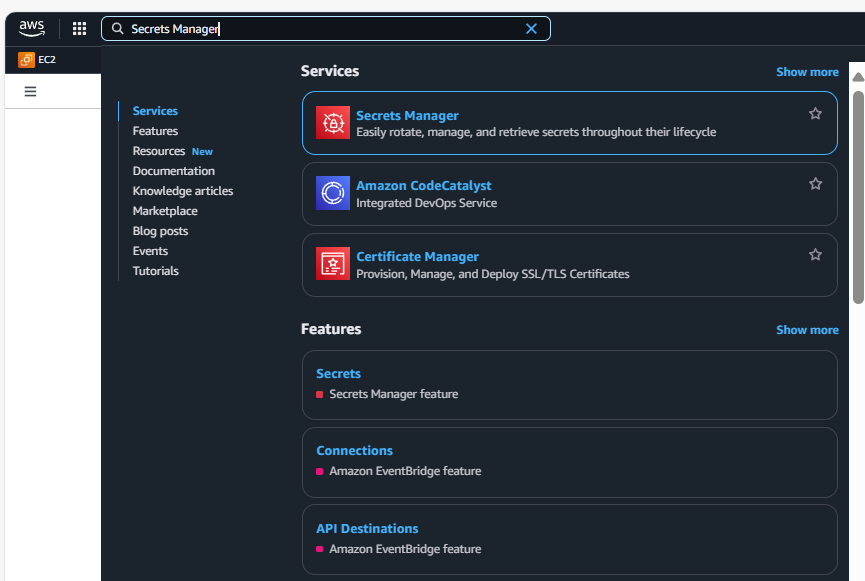 aws
Secrets Manager
EC2
Services
Features
Resources New
Documentation
Knowledge articles
Marketplace
Blog posts
Events
Tutorials
Services
Show more
Secrets Manager
Easily rotate, manage, and retrieve secrets throughout their lifecycle
Amazon CodeCatalyst
Integrated DevOps Service
Certificate Manager
Provision, Manage, and Deploy SSL/TLS Certificates
Features
Show more
Secrets
Secrets Manager feature
Connections
Amazon EventBridge feature
API Destinations
Amazon EventBridge feature